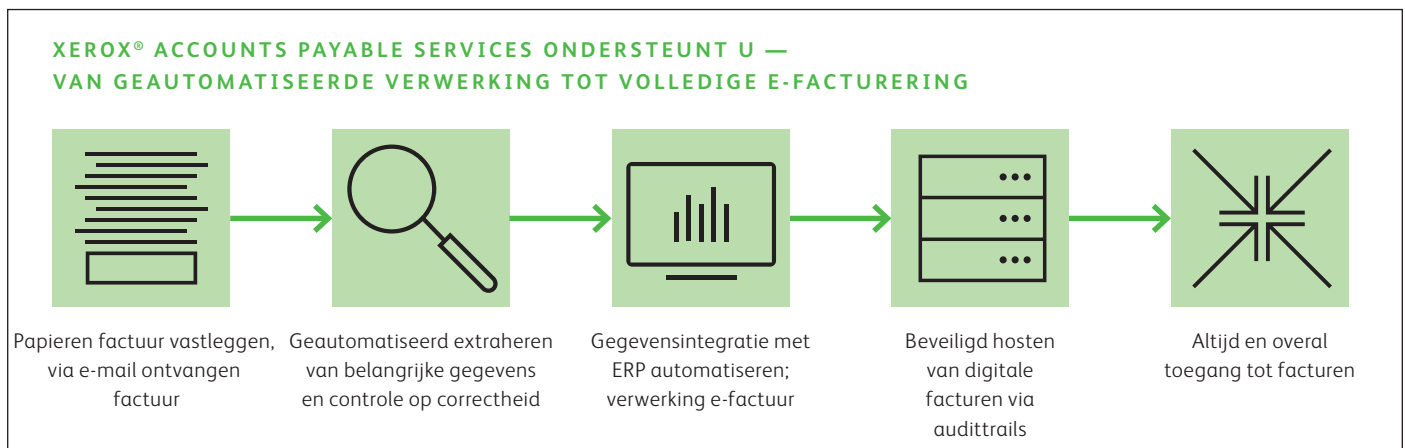 XEROX® ACCOUNTS PAYABLE SERVICES ONDERSTEUNT U —
VAN GEAUTOMATISEERDE VERWERKING TOT VOLLEDIGE E-FACTURERING
Papieren factuur vastleggen,
via e-mail ontvangen
factuur
Geautomatiseerd extraheren
van belangrijke gegevens
en controle op correctheid
Gegevensintegratie met
ERP automatiseren;
verwerking e-factuur
Beveiligd hosten
van digitale
facturen via
audittrails
Altijd en overal
toegang tot facturen